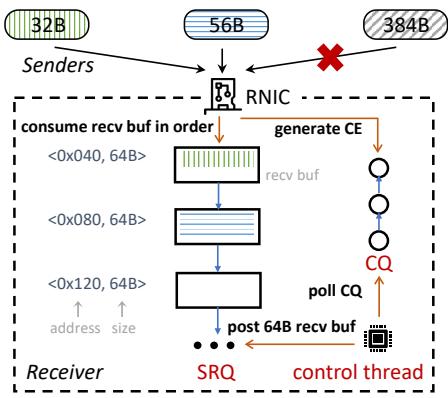 32B 56B 384B
Senders
RNIC
consume recv buf in order
generate CE
<0x040, 64B>
recv buf
<0x080, 64B>
CQ
<0x120, 64B>
poll CQ
address size
post 64B recv buf
Receiver SRQ control thread